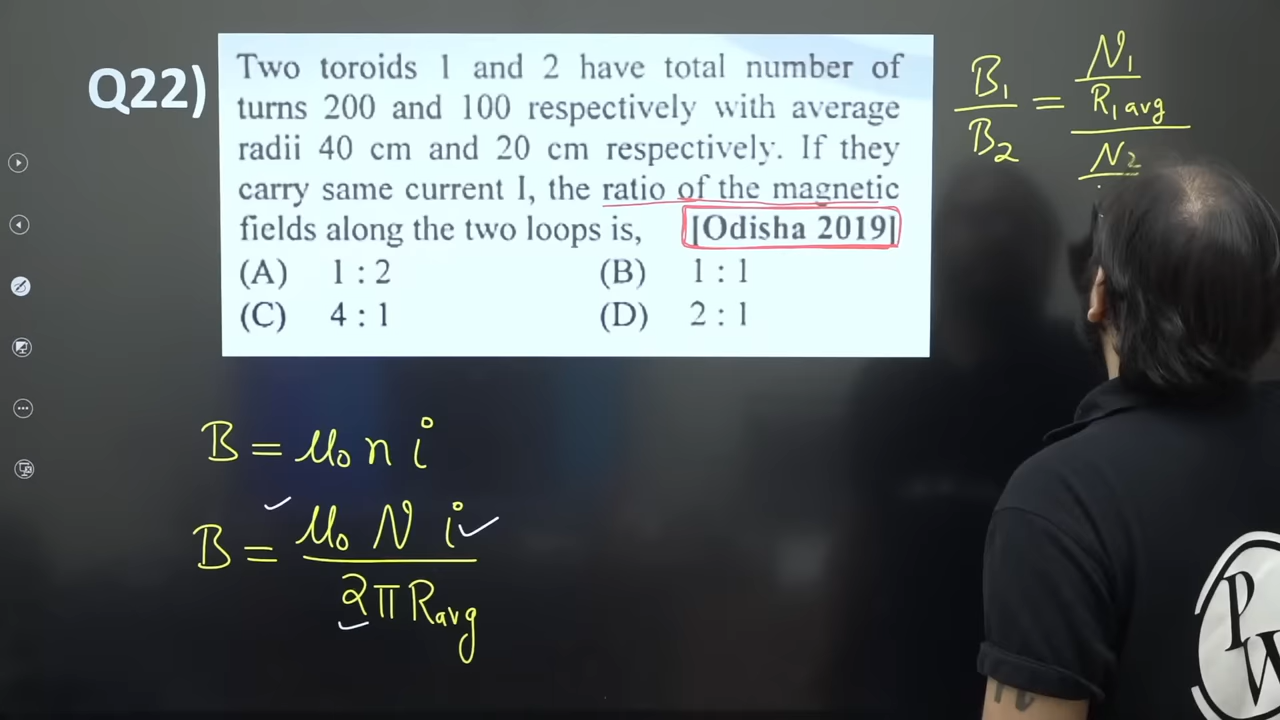 Q22)
Two toroids 1 and 2 have total number of
turns 200 and 100 respectively with average
radii 40 cm and 20 cm respectively. If they
carry same current I, the ratio of the magnetic
fields along the two loops is, [Odisha 2019]
(A) 1 : 2 (B) 1 : 1
(C) 4 : 1 (D) 2 : 1
B₁/B₂ = (N₁/R₁ avg)/(N₂
B = μ₀ n i
B = μ₀ N i / 2π Ravg
P
W